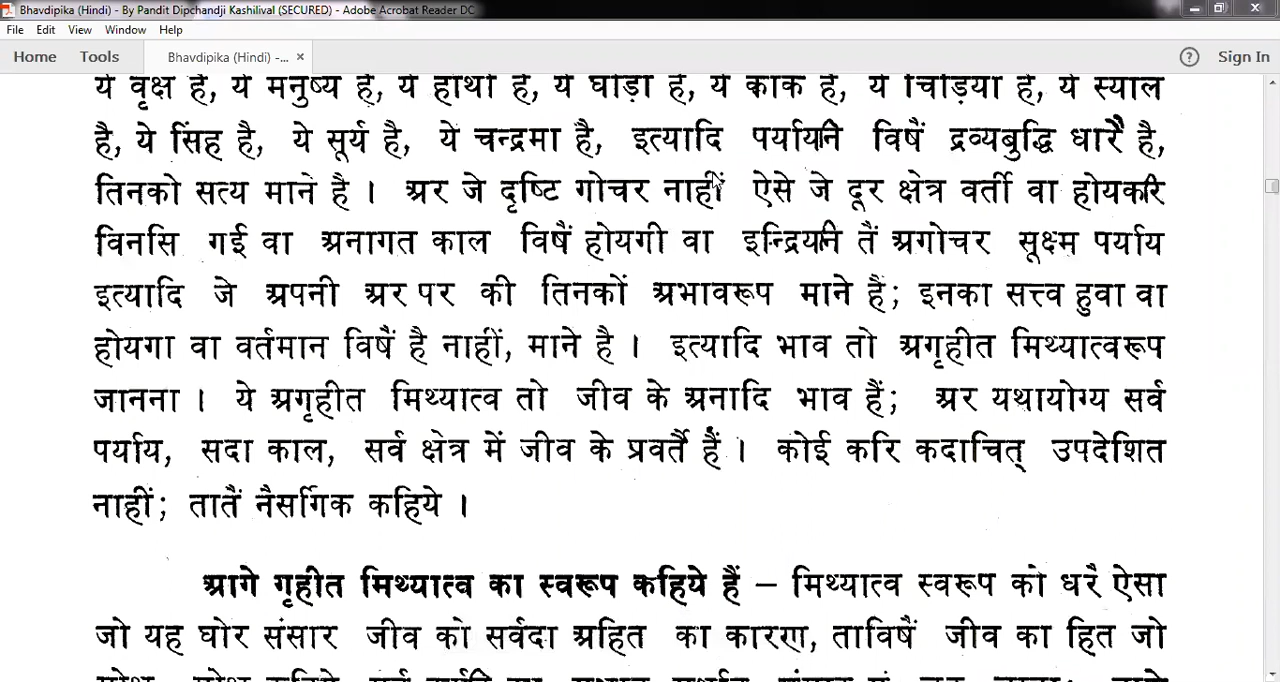 Bhavdipika (Hindi) - By Pandit Dipchandji Kashilival (SECURED) - Adobe Acrobat Reader DC
File Edit View Window Help
Home Tools Bhavdipika (Hindi) -... × ? Sign In
ये वृक्ष है, ये मनुष्य है, ये हाथी है, ये घोड़ा है, ये काक है, ये चिड़िया है, ये स्याल
है, ये सिंह है, ये सूर्य है, ये चन्द्रमा है, इत्यादि पर्यायनि विषैं द्रव्यबुद्धि धारै है,
तिनको सत्य माने है । अर जे दृष्टि गोचर नाहीं ऐसे जे दूर क्षेत्र वर्ती वा होयकरि
विनसि गई वा अनागत काल विषैं होयगी वा इन्द्रियनि तैं अगोचर सूक्ष्म पर्याय
इत्यादि जे अपनी अर पर की तिनकों अभावरूप माने हैं; इनका सत्त्व हुवा वा
होयगा वा वर्तमान विषैं है नाहीं, माने है । इत्यादि भाव तो अगृहीत मिथ्यात्वरूप
जानना । ये अगृहीत मिथ्यात्व तो जीव के अनादि भाव हैं; अर यथायोग्य सर्व
पर्याय, सदा काल, सर्व क्षेत्र में जीव के प्रवर्तै हैं । कोई करि कदाचित् उपदेशित
नाहीं; तातैं नैसर्गिक कहिये ।
आगे गृहीत मिथ्यात्व का स्वरूप कहिये हैं – मिथ्यात्व स्वरूप को धरै ऐसा
जो यह घोर संसार जीव को सर्वदा अहित का कारण, ताविषैं जीव का हित जो